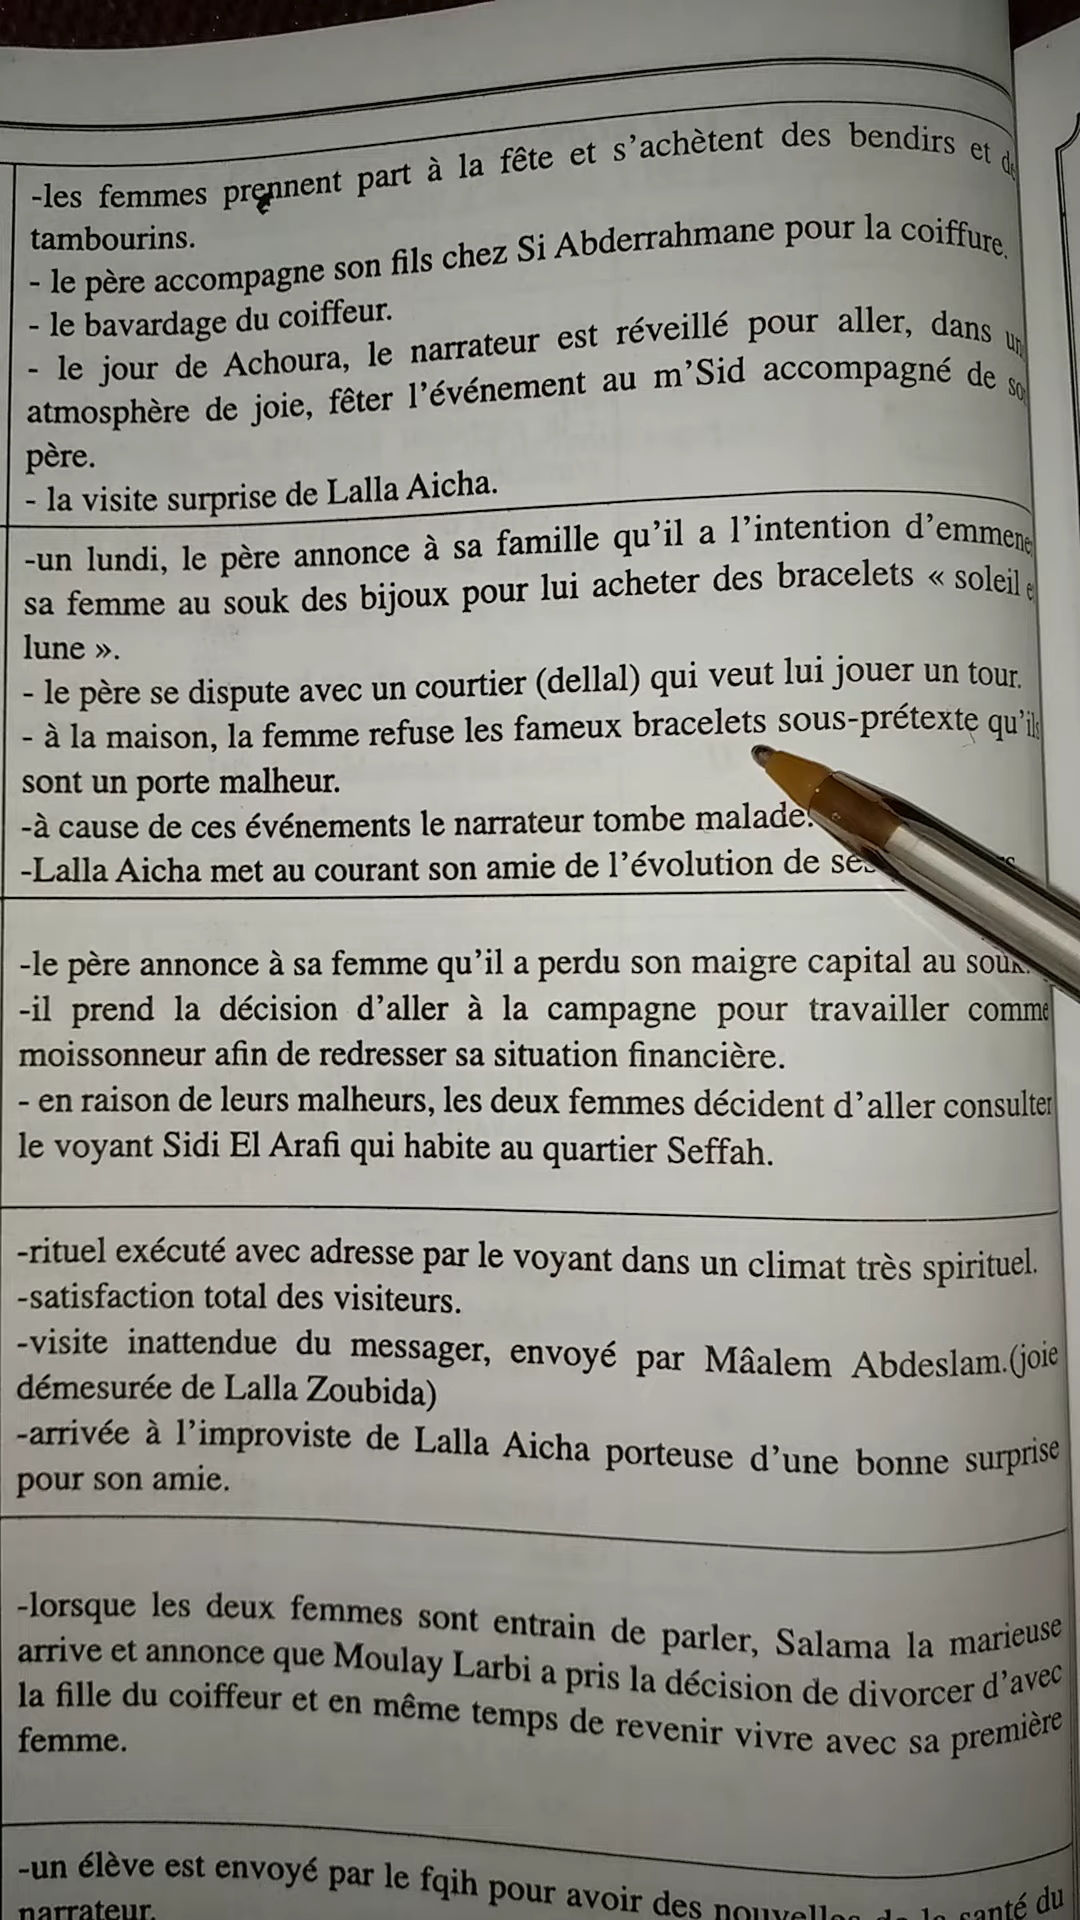 -les femmes prennent part à la fête et s'achètent des bendirs et
tambourins.
- le père accompagne son fils chez Si Abderrahmane pour la coiffure.
- le bavardage du coiffeur.
- le jour de Achoura, le narrateur est réveillé pour aller, dans un
atmosphère de joie, fêter l'événement au m'Sid accompagné de
père.
- la visite surprise de Lalla Aicha.
-un lundi, le père annonce à sa famille qu'il a l'intention d'emmene
sa femme au souk des bijoux pour lui acheter des bracelets « soleil
lune ».
- le père se dispute avec un courtier (dellal) qui veut lui jouer un tour.
- à la maison, la femme refuse les fameux bracelets sous-prétexte qu'ils
sont un porte malheur.
-à cause de ces événements le narrateur tombe malade.
-Lalla Aicha met au courant son amie de l'évolution de
-le père annonce à sa femme qu'il a perdu son maigre capital au souk.
-il prend la décision d'aller à la campagne pour travailler comme
moissonneur afin de redresser sa situation financière.
- en raison de leurs malheurs, les deux femmes décident d'aller consulter
le voyant Sidi El Arafi qui habite au quartier Seffah.
-rituel exécuté avec adresse par le voyant dans un climat très spirituel.
-satisfaction total des visiteurs.
-visite inattendue du messager, envoyé par Mâalem Abdeslam.(joie
démesurée de Lalla Zoubida)
-arrivée à l'improviste de Lalla Aicha porteuse d'une bonne surprise
pour son amie.
-lorsque les deux femmes sont entrain de parler, Salama la marieuse
arrive et annonce que Moulay Larbi a pris la décision de divorcer d'avec
la fille du coiffeur et en même temps de revenir vivre avec sa première
femme.
-un élève est envoyé par le fqih pour avoir des nouvelles de la santé du
narrateur.